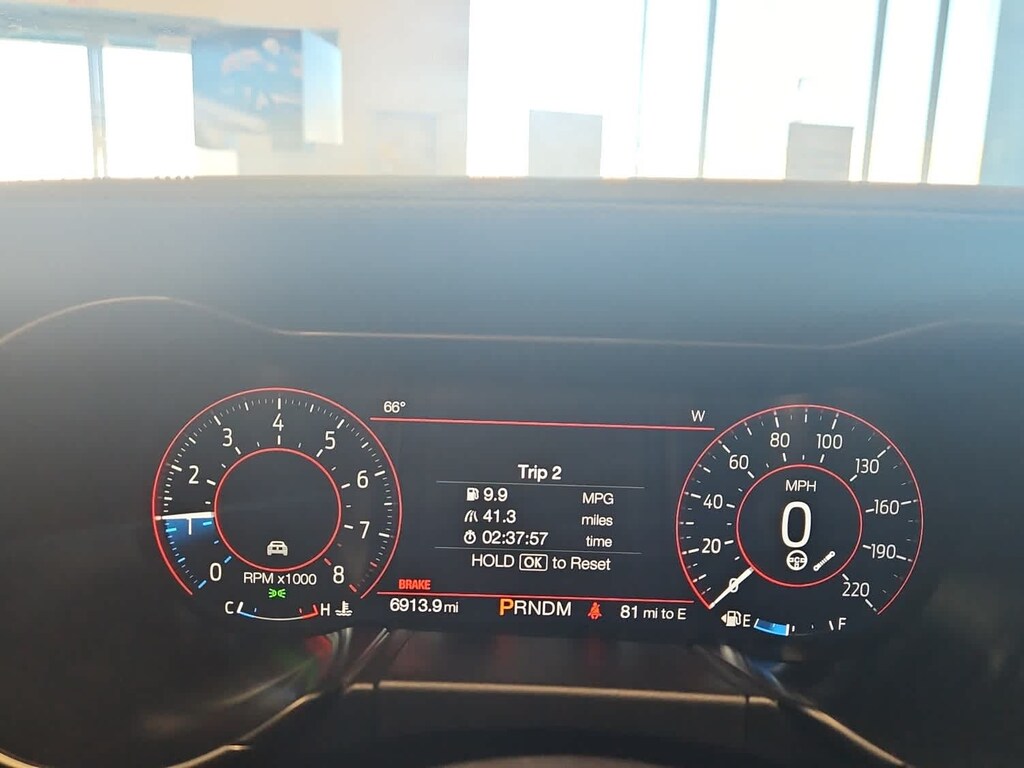 66°
W
0
1
2
3
4
5
6
7
8
RPM x1000
C
H
Trip 2
9.9 MPG
41.3 miles
02:37:57 time
HOLD OK to Reset
BRAKE
6913.9 mi
PRNDM
81 mi to E
0
20
40
60
80
100
130
160
190
220
MPH
0
E
F